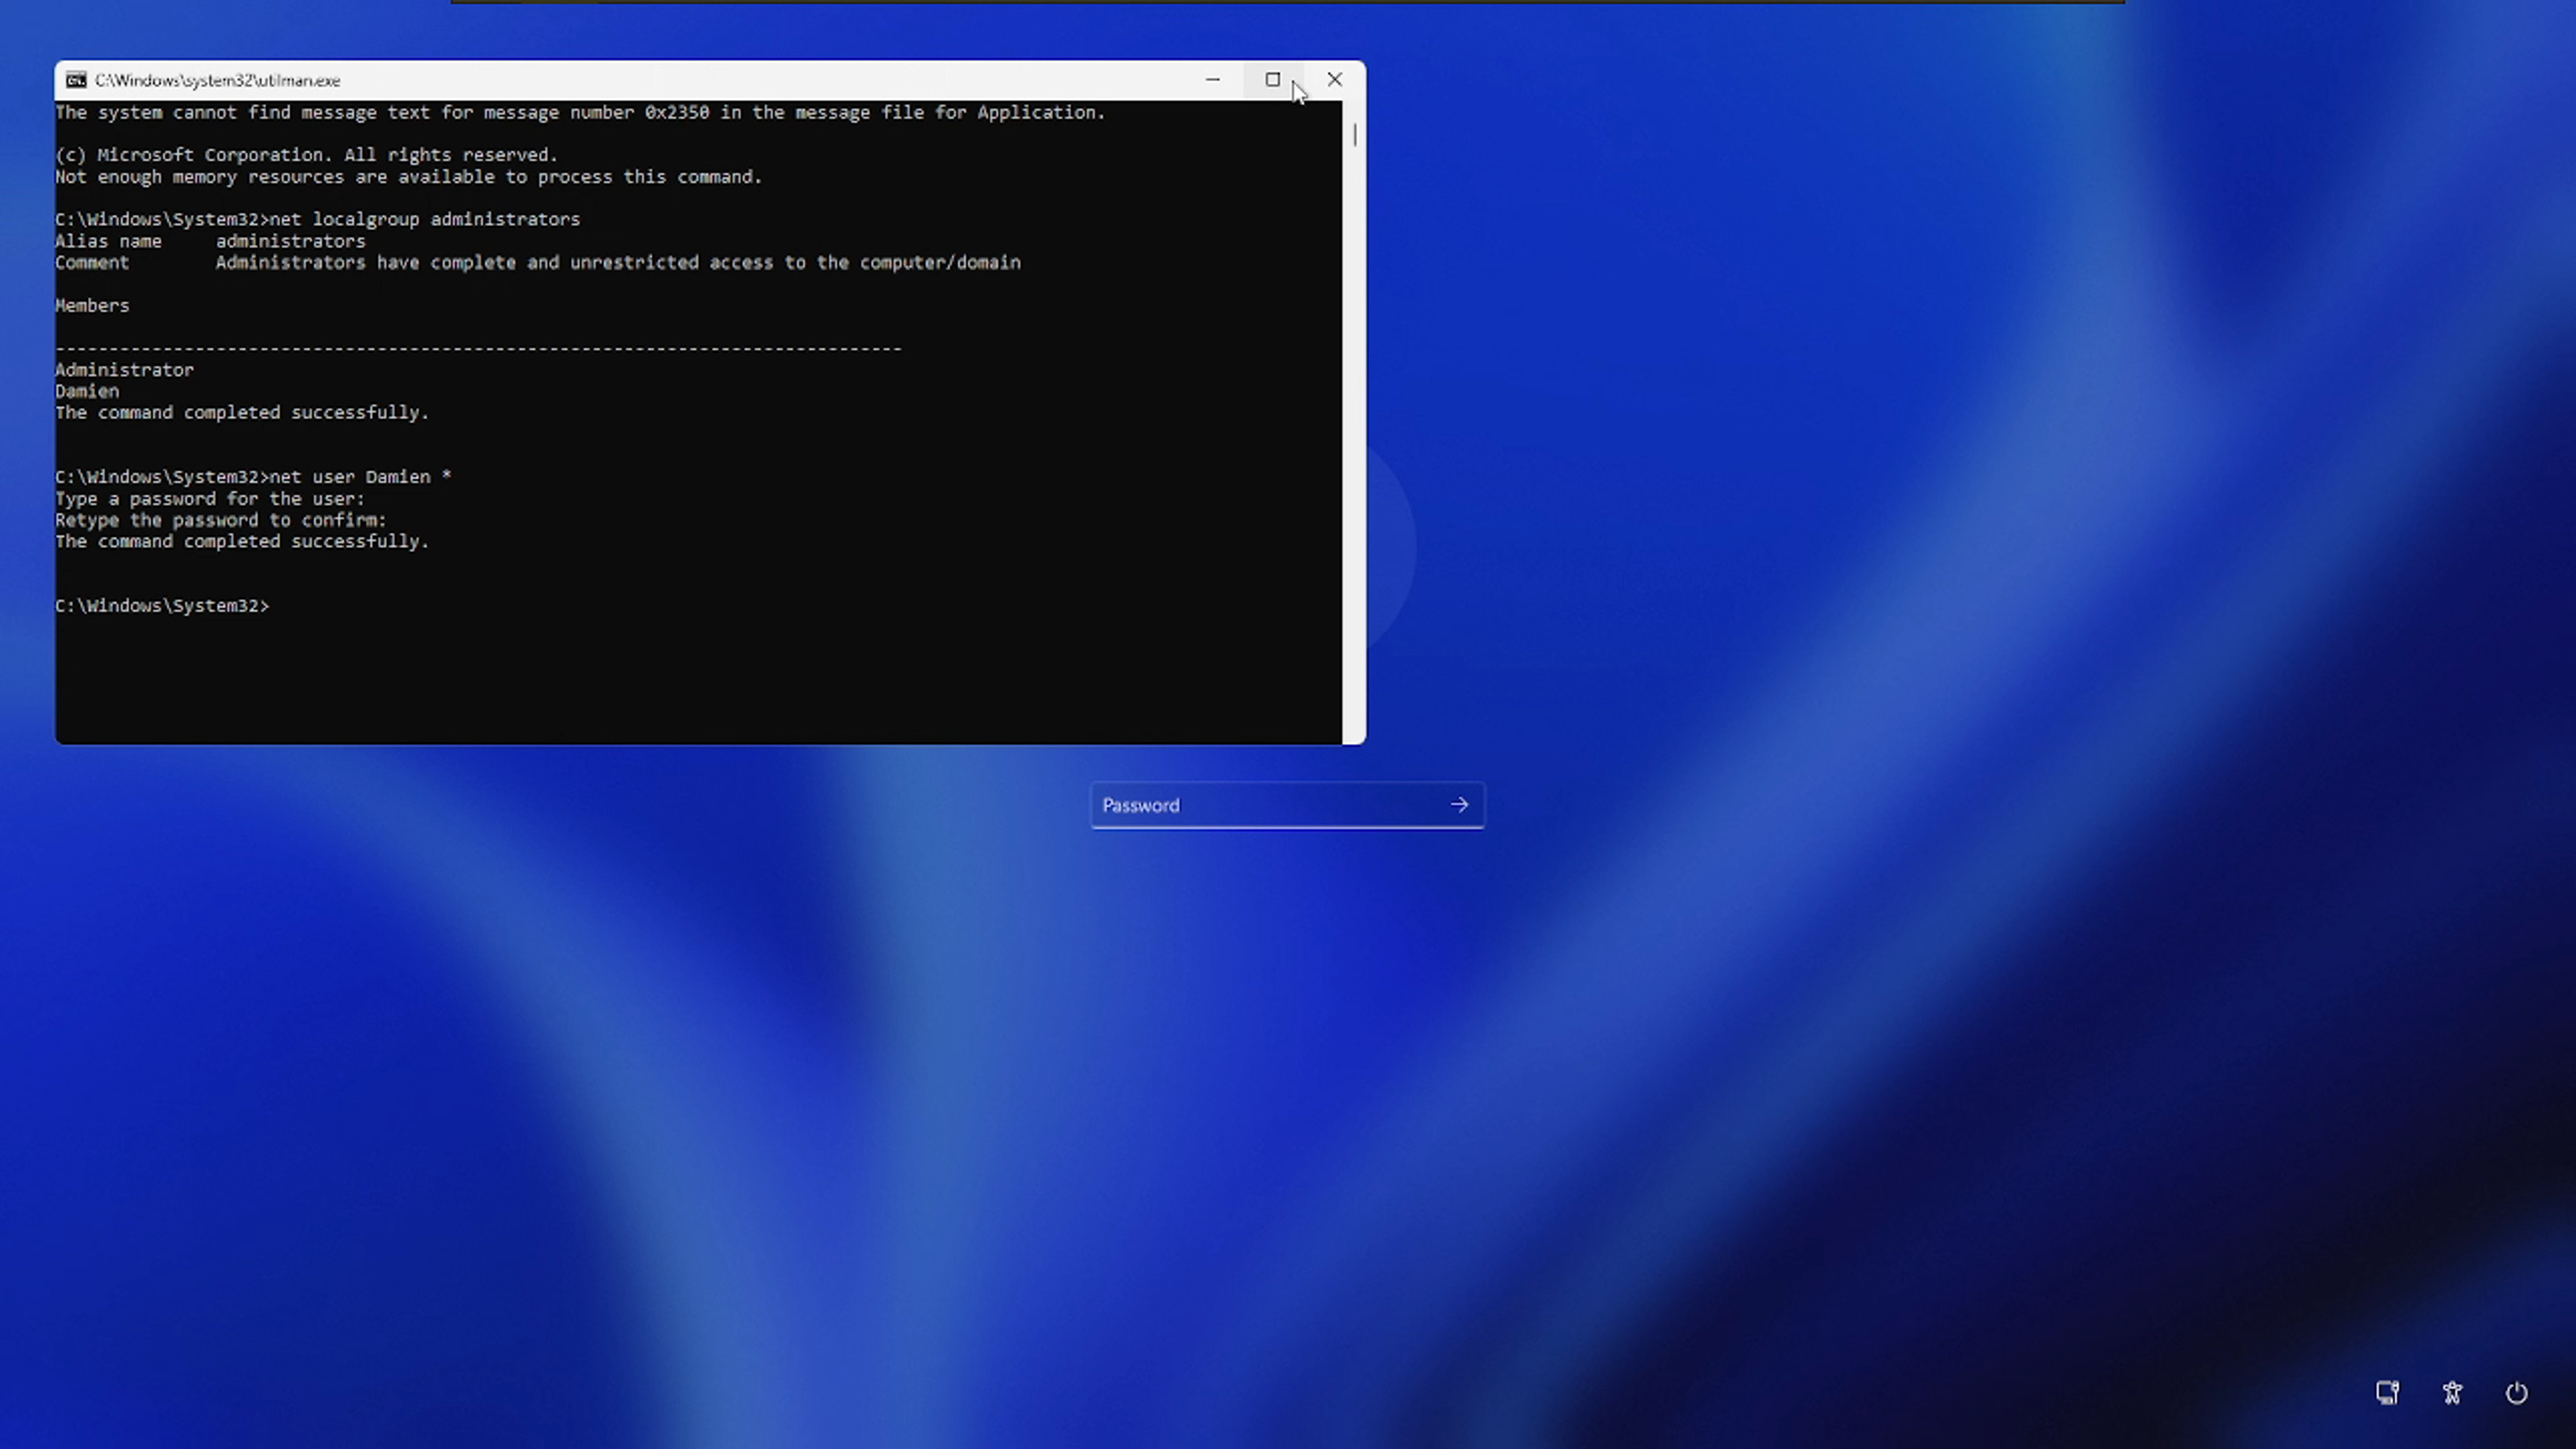 C:\Windows\system32\utilman.exe
The system cannot find message text for message number 0x2350 in the message file for Application.
(c) Microsoft Corporation. All rights reserved.
Not enough memory resources are available to process this command.
C:\Windows\System32>net localgroup administrators
Alias name     administrators
Comment        Administrators have complete and unrestricted access to the computer/domain
Members
-------------------------------------------------------------------------------
Administrator
Damien
The command completed successfully.
C:\Windows\System32>net user Damien *
Type a password for the user:
Retype the password to confirm:
The command completed successfully.
C:\Windows\System32>
Password